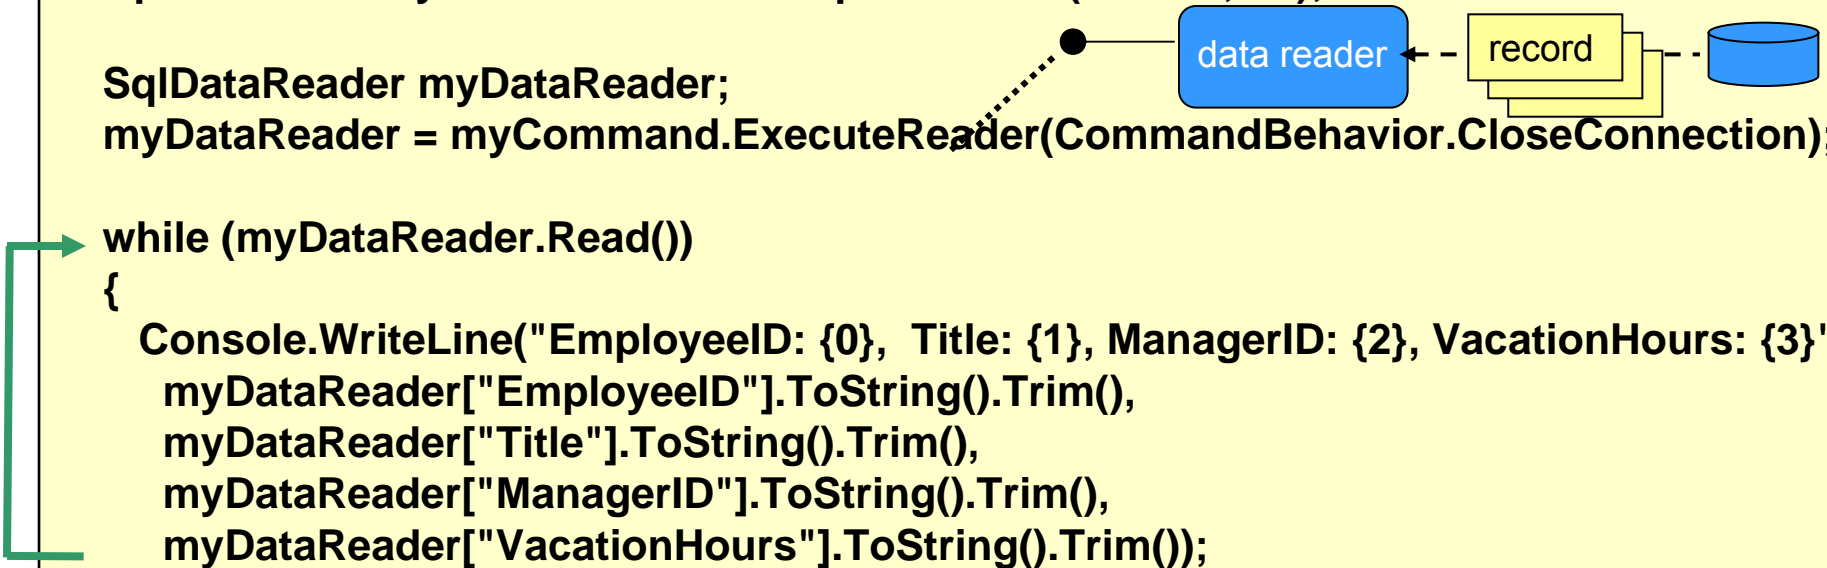 data reader
record
SqlDataReader myDataReader;
myDataReader = myCommand.ExecuteReader(CommandBehavior.CloseConnection);
while (myDataReader.Read())
{
Console.WriteLine("EmployeeID: {0},  Title: {1}, ManagerID: {2}, VacationHours: {3}"
myDataReader["EmployeeID"].ToString().Trim(),
myDataReader["Title"].ToString().Trim(),
myDataReader["ManagerID"].ToString().Trim(),
myDataReader["VacationHours"].ToString().Trim());